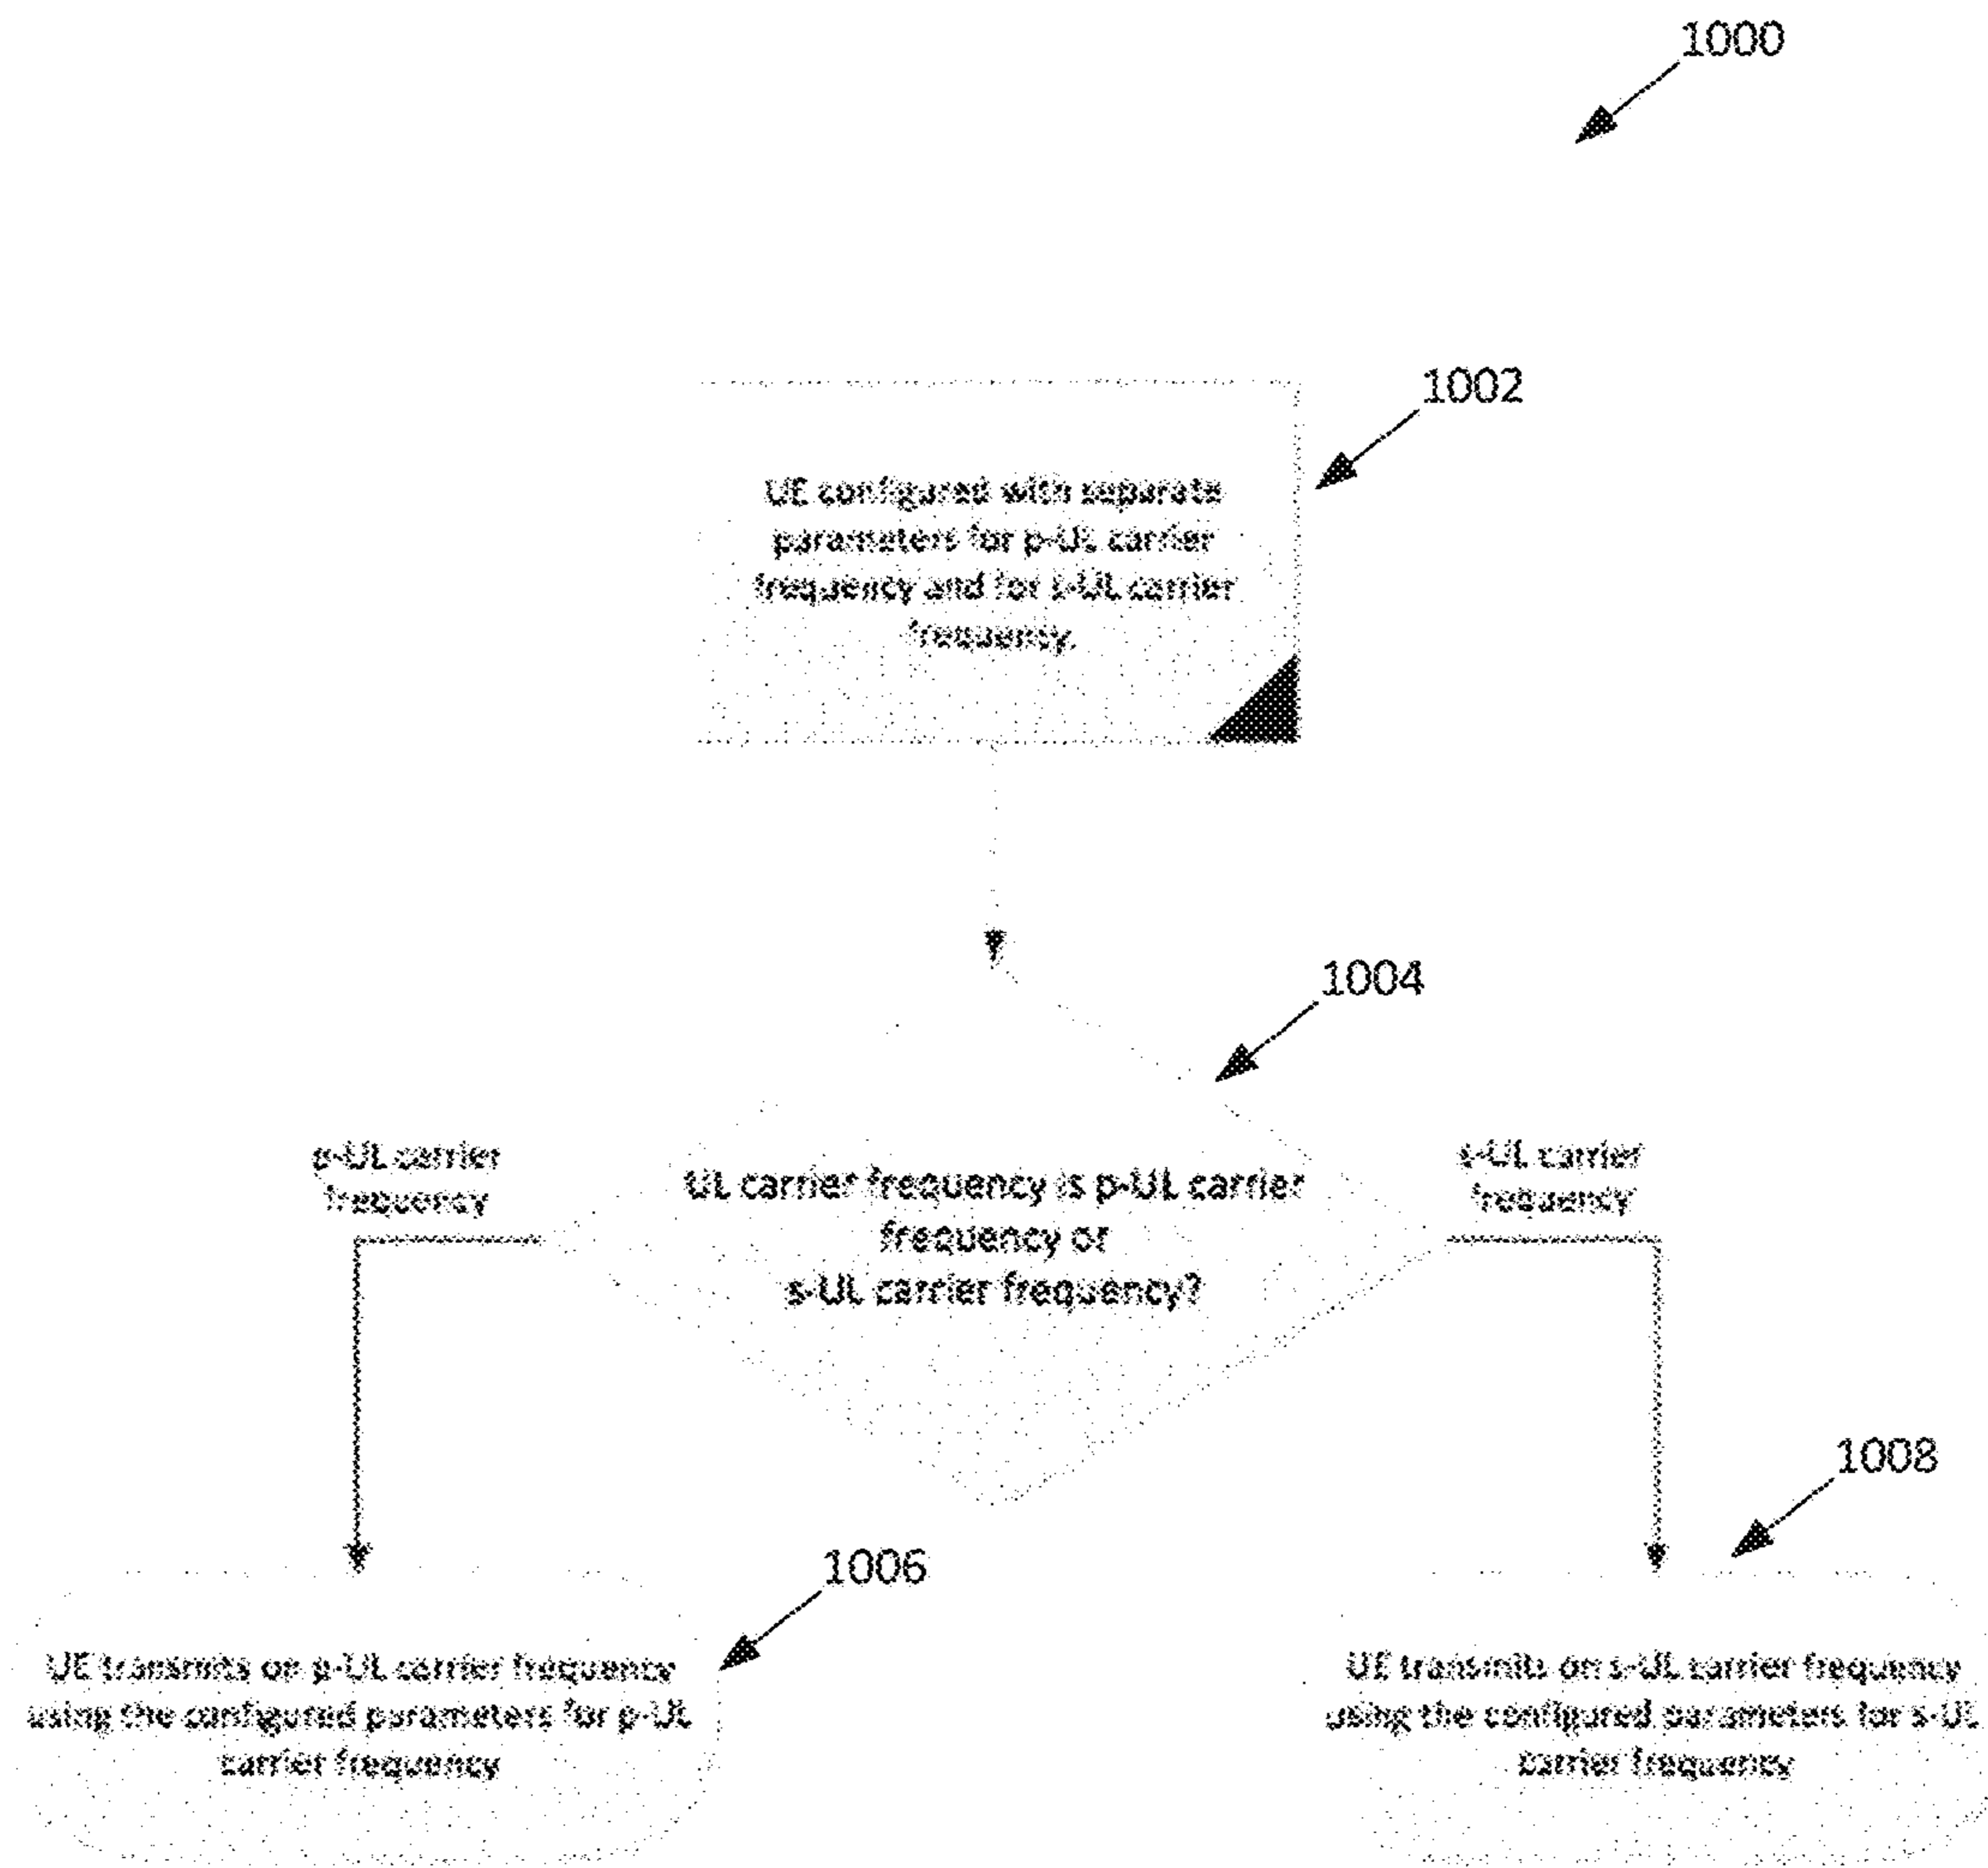 1000
1002
UE configured with separate
parameters for p-UL carrier
frequency and for s-UL carrier
frequency.
1004
p-UL carrier
frequency
UL carrier frequency is p-UL carrier
frequency or
s-UL carrier frequency?
s-UL carrier
frequency
1006
1008
UE transmits on p-UL carrier frequency
using the configured parameters for p-UL
carrier frequency
UE transmits on s-UL carrier frequency
using the configured parameters for s-UL
carrier frequency